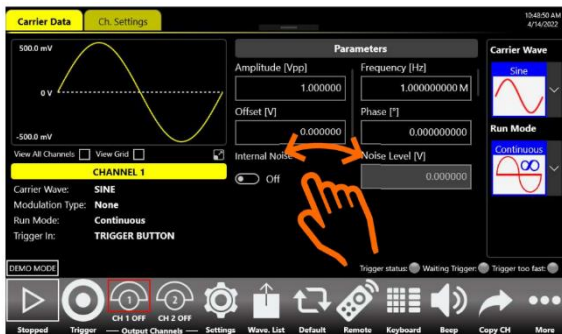 Carrier Data
Ch. Settings
10:48:50 AM
4/14/2022
500.0 mV
0 V
-500.0 mV
View All Channels
View Grid
CHANNEL 1
Carrier Wave: SINE
Modulation Type: None
Run Mode: Continuous
Trigger In: TRIGGER BUTTON
Parameters
Amplitude [Vpp]
1.000000
Frequency [Hz]
1.000000000 M
Offset [V]
0.000000
Phase [°]
0.000000000
Internal Noise
Off
Noise Level [V]
0.000000
Carrier Wave
Sine
Run Mode
Continuous
DEMO MODE
Trigger status:
Waiting Trigger:
Trigger too fast:
1
2
CH 1 OFF
CH 2 OFF
Stopped
Trigger
Output Channels
Settings
Wave. List
Default
Remote
Keyboard
Beep
Copy CH
More